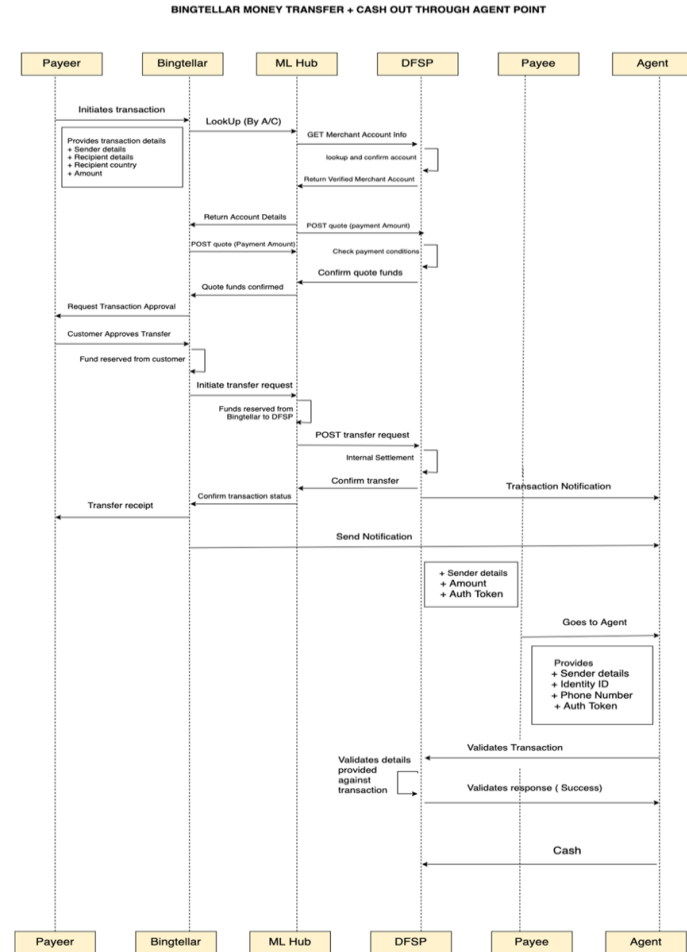 BINGTELLAR MONEY TRANSFER + CASH OUT THROUGH AGENT POINT
Payeer
Bingtellar
ML Hub
DFSP
Payee
Agent
Initiates transaction
LookUp (By A/C)
GET Merchant Account Info
Provides transaction details
+ Sender details
+ Recipient details
+ Recipient country
+ Amount
lookup and confirm account
Return Verified Merchant Account
Return Account Details
POST quote (payment Amount)
POST quote (Payment Amount)
Check payment conditions
Confirm quote funds
Quote funds confirmed
Request Transaction Approval
Customer Approves Transfer
Fund reserved from customer
Initiate transfer request
Funds reserved from
Bingtellar to DFSP
POST transfer request
Internal Settlement
Confirm transfer
Transaction Notification
Confirm transaction status
Transfer receipt
Send Notification
+ Sender details
+ Amount
+ Auth Token
Goes to Agent
Provides
+ Sender details
+ Identity ID
+ Phone Number
+ Auth Token
Validates Transaction
Validates details
provided
against
transaction
Validates response ( Success)
Cash
Payeer
Bingtellar
ML Hub
DFSP
Payee
Agent